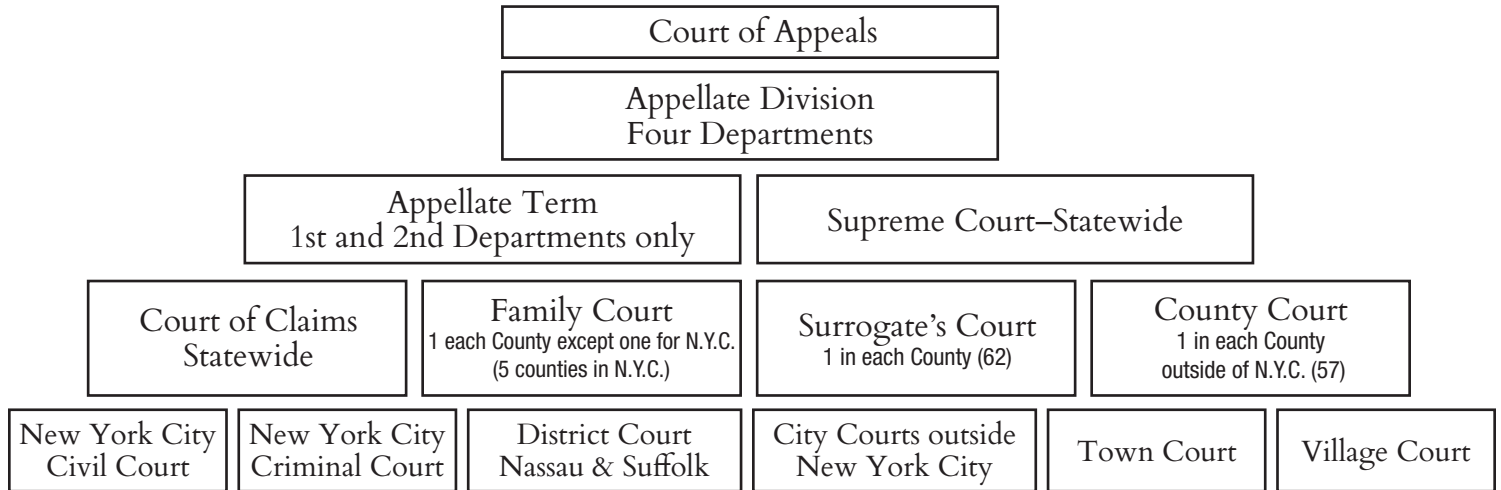 Court of Appeals
Appellate Division
Four Departments
Appellate Term
1st and 2nd Departments only
Supreme Court–Statewide
Court of Claims
Statewide
Family Court
1 each County except one for N.Y.C.
(5 counties in N.Y.C.)
Surrogate’s Court
1 in each County (62)
County Court
1 in each County
outside of N.Y.C. (57)
New York City
Civil Court
New York City
Criminal Court
District Court
Nassau & Suffolk
City Courts outside
New York City
Town Court
Village Court